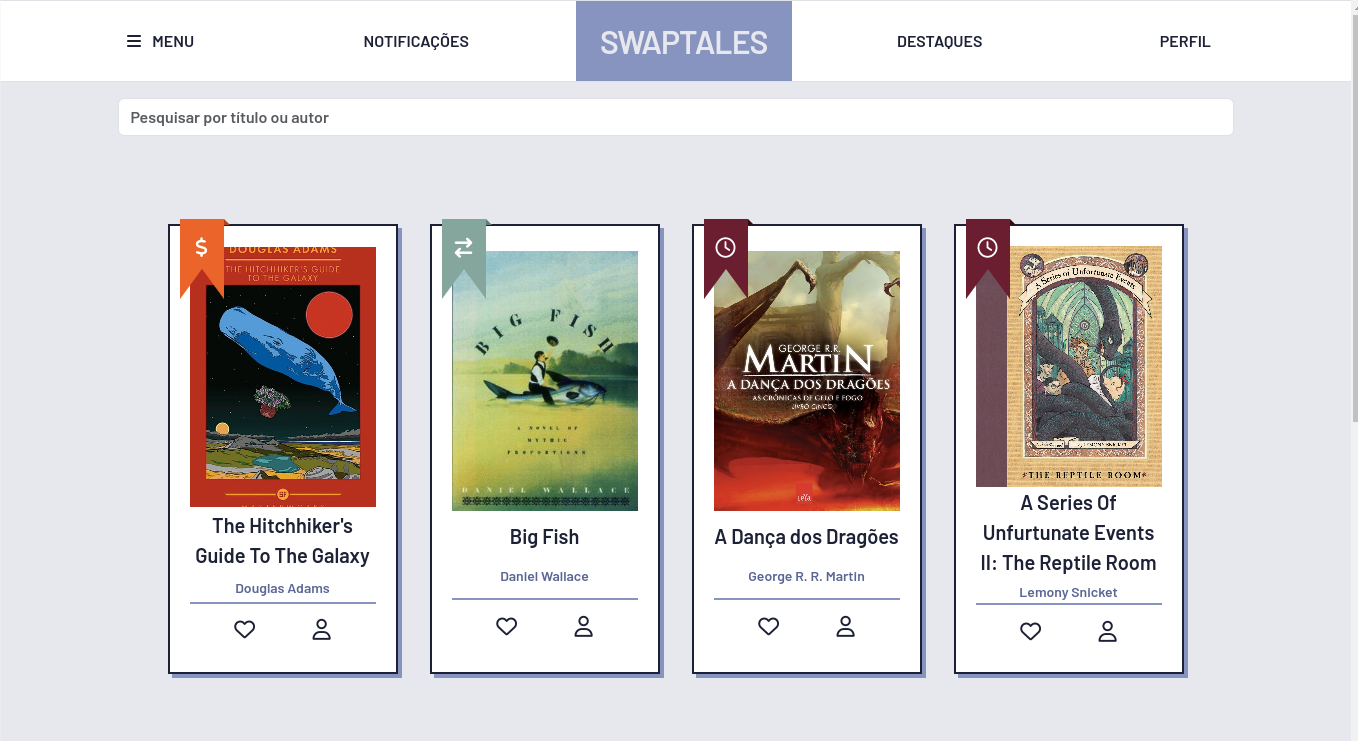 MENU
NOTIFICAÇÕES
SWAPTALES
DESTAQUES
PERFIL
Pesquisar por título ou autor
$
DOUGLAS ADAMS
THE HITCHHIKER'S GUIDE
TO THE GALAXY
SF
The Hitchhiker's
Guide To The Galaxy
Douglas Adams
BIG FISH
A NOVEL OF
MYTHIC
PROPORTIONS
DANIEL WALLACE
Big Fish
Daniel Wallace
GEORGE R.R.
MARTIN
A DANÇA DOS DRAGÕES
AS CRÔNICAS DE GELO E FOGO
LIVRO CINCO
leYa
A Dança dos Dragões
George R. R. Martin
A Series of Unfortunate Events
THE REPTILE ROOM
A Series Of
Unfurtunate Events
II: The Reptile Room
Lemony Snicket